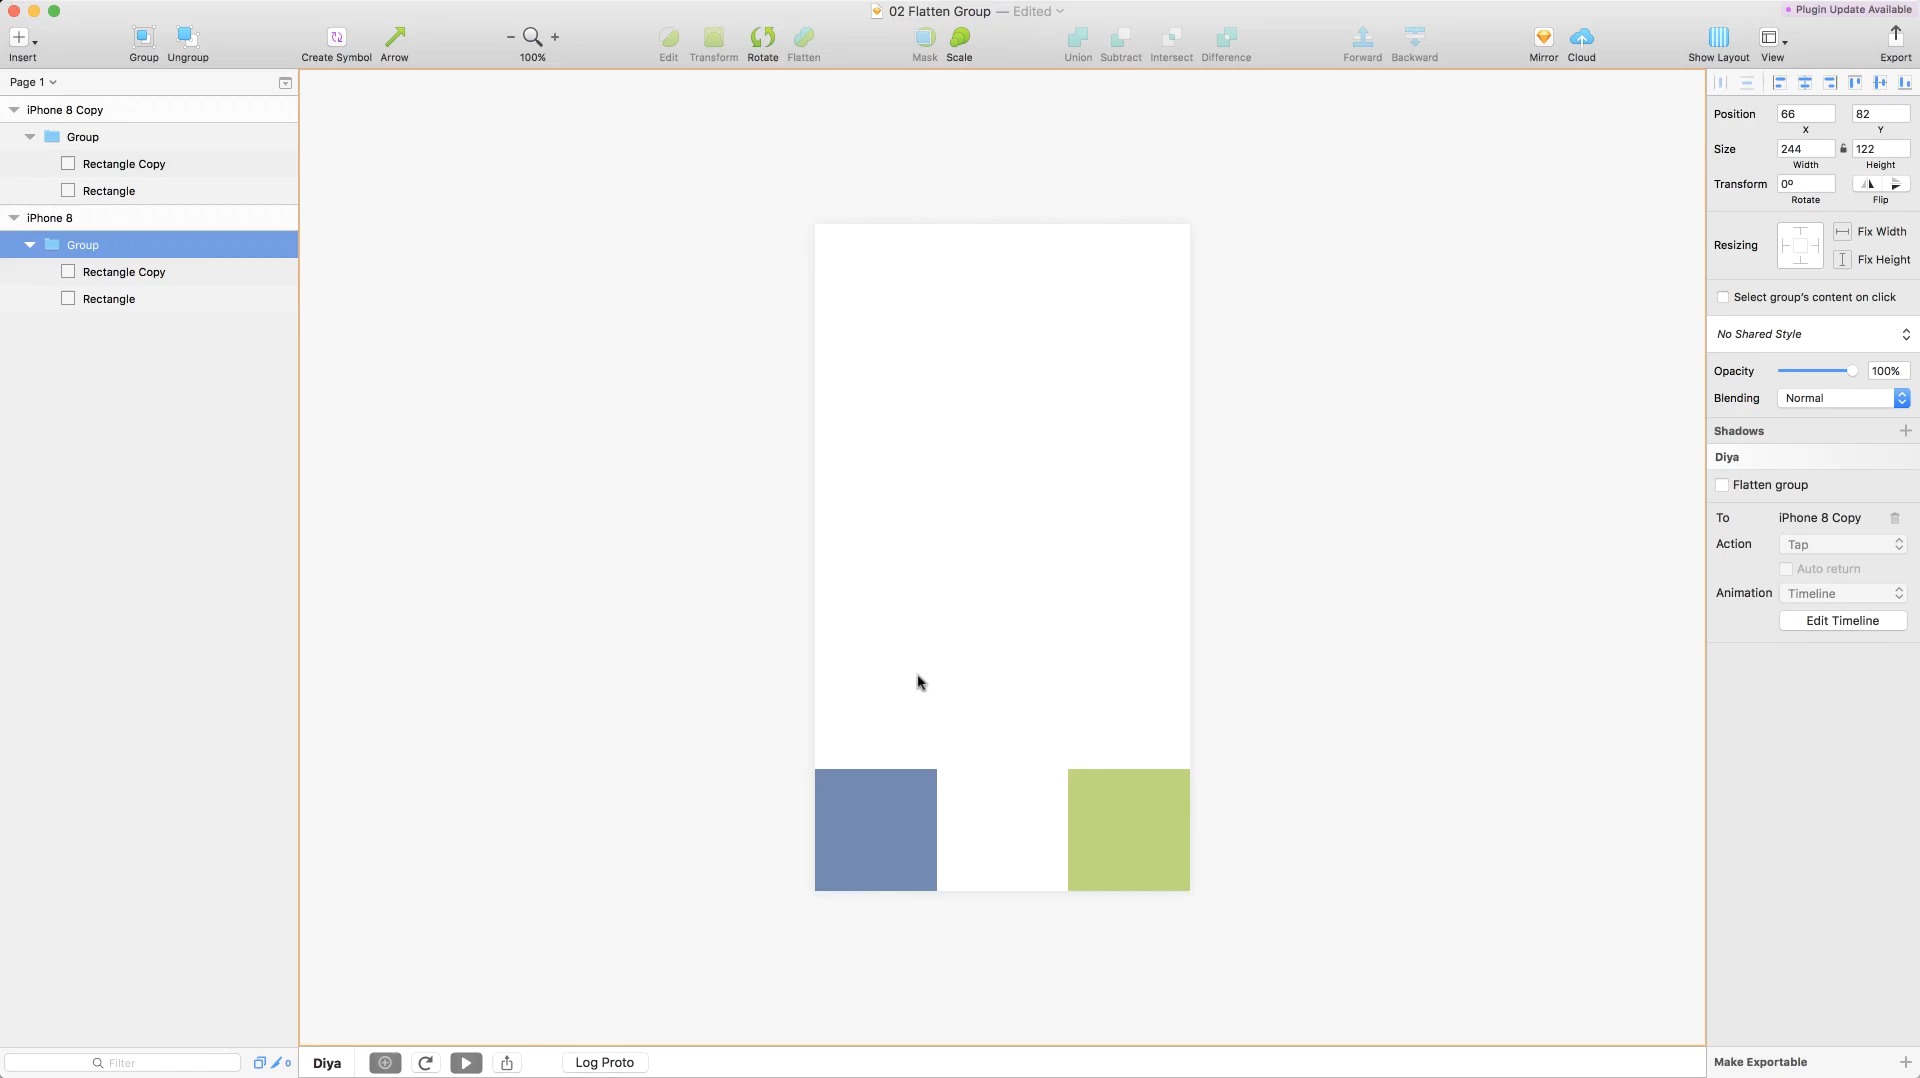 02 Flatten Group — Edited
Plugin Update Available
Insert
Group
Ungroup
Create Symbol
Arrow
100%
Edit
Transform
Rotate
Flatten
Mask
Scale
Union
Subtract
Intersect
Difference
Forward
Backward
Mirror
Cloud
Show Layout
View
Export
Page 1
iPhone 8 Copy
Group
Rectangle Copy
Rectangle
iPhone 8
Group
Rectangle Copy
Rectangle
Filter
0
Diya
Log Proto
Position 66 82
X Y
Size 244 122
Width Height
Transform 0º
Rotate Flip
Resizing
Fix Width
Fix Height
Select group's content on click
No Shared Style
Opacity 100%
Blending Normal
Shadows
Diya
Flatten group
To iPhone 8 Copy
Action Tap
Auto return
Animation Timeline
Edit Timeline
Make Exportable